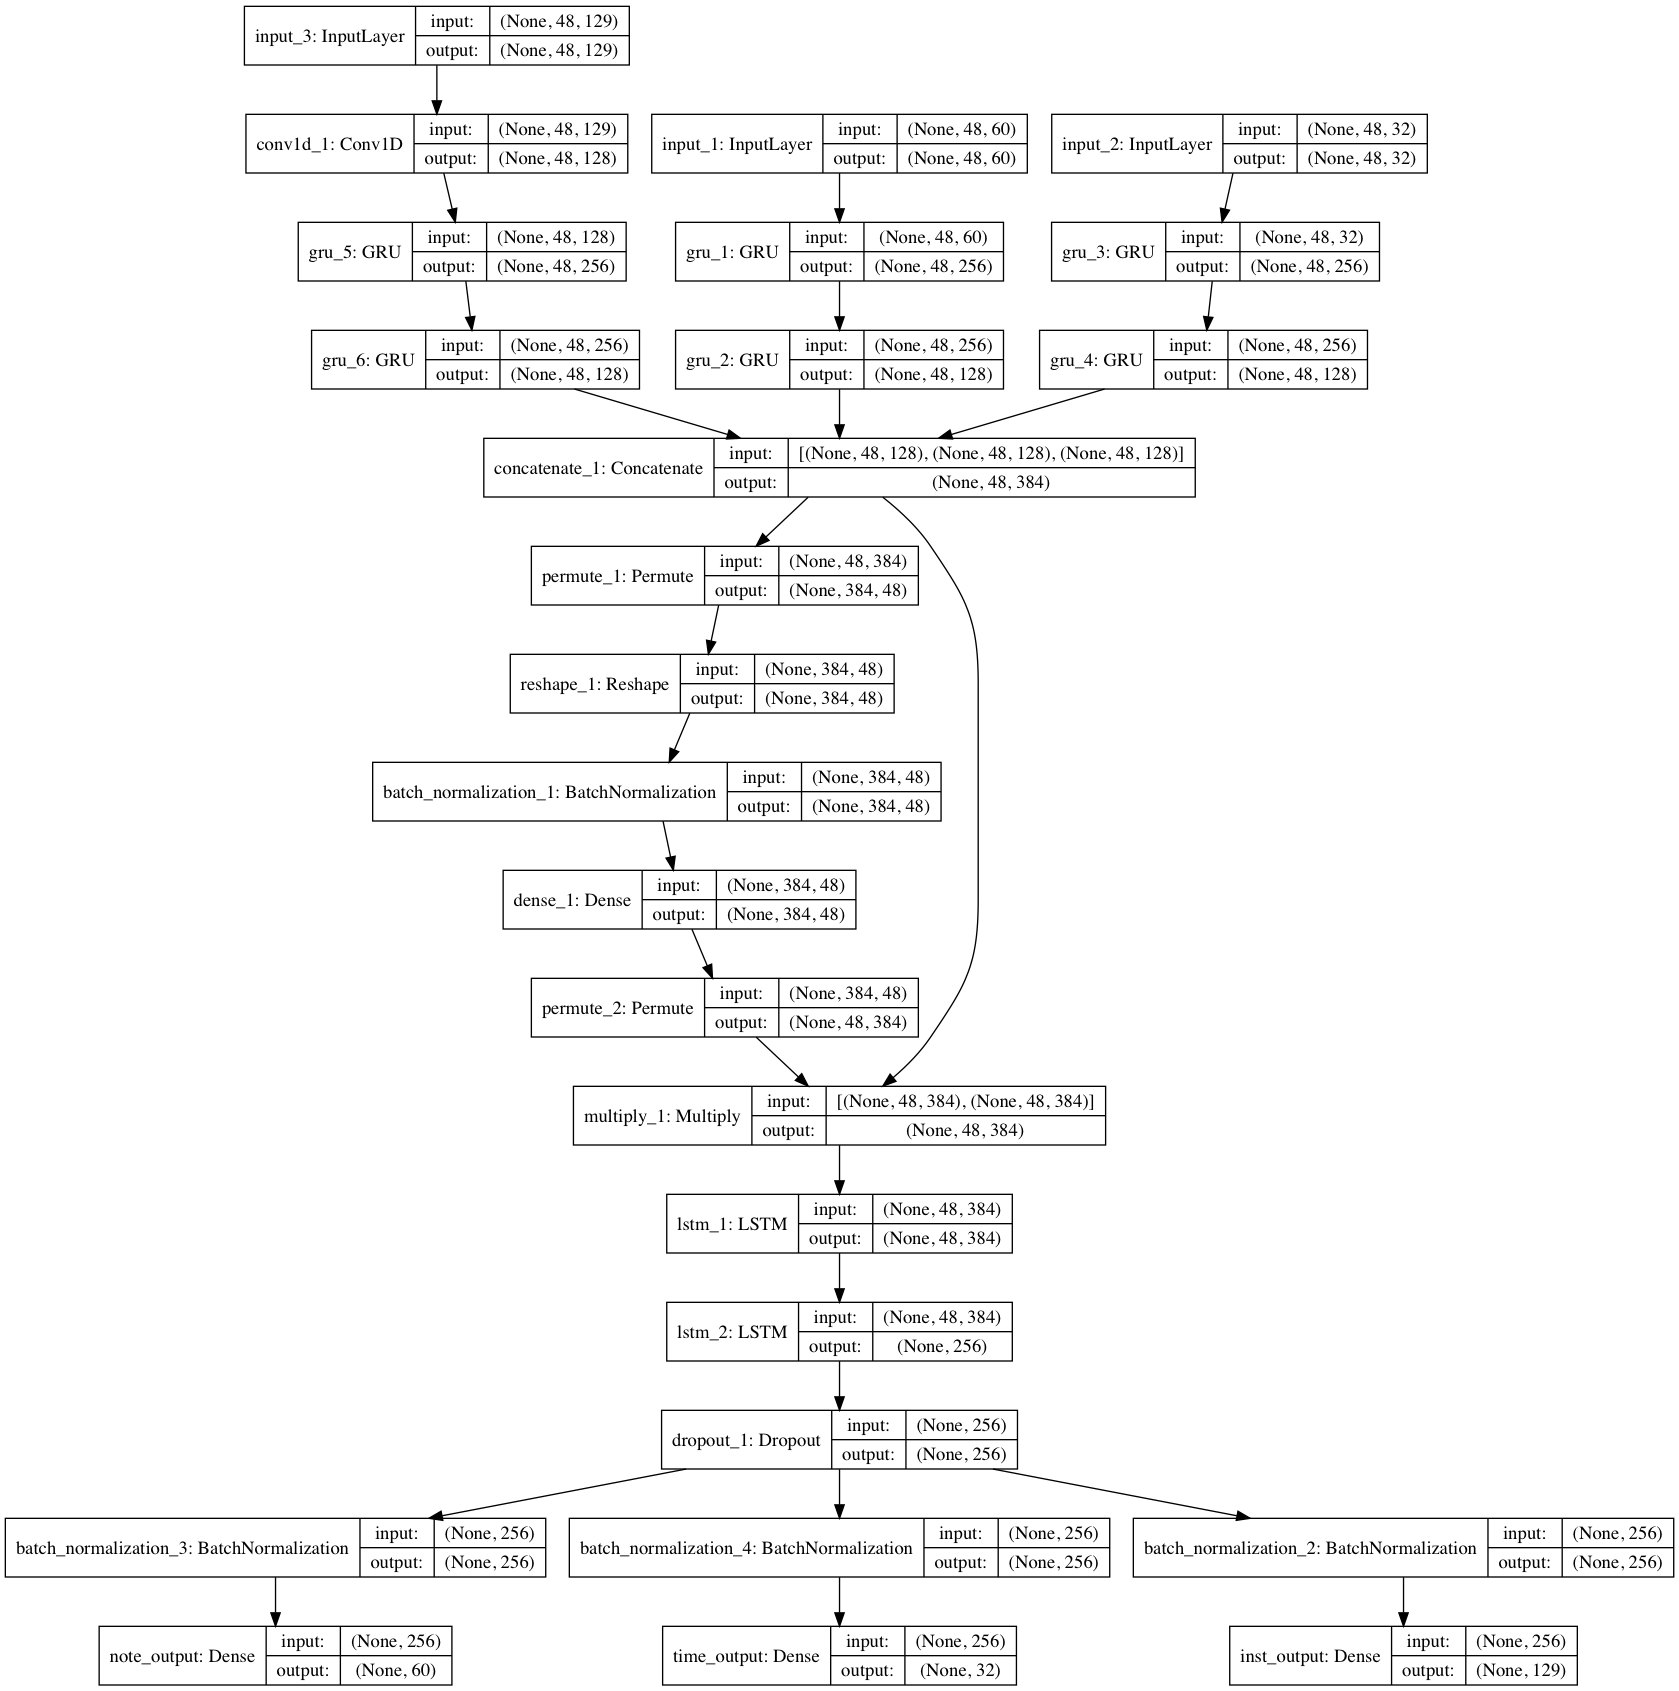 input_3: InputLayer
input: (None, 48, 129)
output: (None, 48, 129)
conv1d_1: Conv1D
input: (None, 48, 129)
output: (None, 48, 128)
input_1: InputLayer
input: (None, 48, 60)
output: (None, 48, 60)
input_2: InputLayer
input: (None, 48, 32)
output: (None, 48, 32)
gru_5: GRU
input: (None, 48, 128)
output: (None, 48, 256)
gru_1: GRU
input: (None, 48, 60)
output: (None, 48, 256)
gru_3: GRU
input: (None, 48, 32)
output: (None, 48, 256)
gru_6: GRU
input: (None, 48, 256)
output: (None, 48, 128)
gru_2: GRU
input: (None, 48, 256)
output: (None, 48, 128)
gru_4: GRU
input: (None, 48, 256)
output: (None, 48, 128)
concatenate_1: Concatenate
input: [(None, 48, 128), (None, 48, 128), (None, 48, 128)]
output: (None, 48, 384)
permute_1: Permute
input: (None, 48, 384)
output: (None, 384, 48)
reshape_1: Reshape
input: (None, 384, 48)
output: (None, 384, 48)
batch_normalization_1: BatchNormalization
input: (None, 384, 48)
output: (None, 384, 48)
dense_1: Dense
input: (None, 384, 48)
output: (None, 384, 48)
permute_2: Permute
input: (None, 384, 48)
output: (None, 48, 384)
multiply_1: Multiply
input: [(None, 48, 384), (None, 48, 384)]
output: (None, 48, 384)
lstm_1: LSTM
input: (None, 48, 384)
output: (None, 48, 384)
lstm_2: LSTM
input: (None, 48, 384)
output: (None, 256)
dropout_1: Dropout
input: (None, 256)
output: (None, 256)
batch_normalization_3: BatchNormalization
input: (None, 256)
output: (None, 256)
batch_normalization_4: BatchNormalization
input: (None, 256)
output: (None, 256)
batch_normalization_2: BatchNormalization
input: (None, 256)
output: (None, 256)
note_output: Dense
input: (None, 256)
output: (None, 60)
time_output: Dense
input: (None, 256)
output: (None, 32)
inst_output: Dense
input: (None, 256)
output: (None, 129)